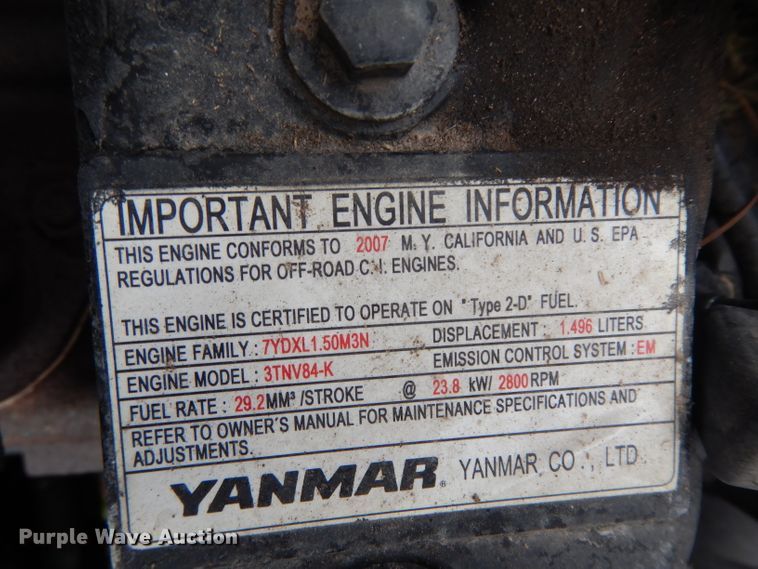 IMPORTANT ENGINE INFORMATION
THIS ENGINE CONFORMS TO 2007 M.Y. CALIFORNIA AND U.S. EPA
REGULATIONS FOR OFF-ROAD C.I. ENGINES.
THIS ENGINE IS CERTIFIED TO OPERATE ON "Type 2-D" FUEL.
ENGINE FAMILY : 7YDXL1.50M3N DISPLACEMENT : 1.496 LITERS
ENGINE MODEL : 3TNV84-K EMISSION CONTROL SYSTEM : EM
FUEL RATE : 29.2MM³/STROKE @ 23.8 kW/ 2800RPM
REFER TO OWNER'S MANUAL FOR MAINTENANCE SPECIFICATIONS AND
ADJUSTMENTS.
YANMAR® YANMAR CO., LTD.
Purple Wave Auction